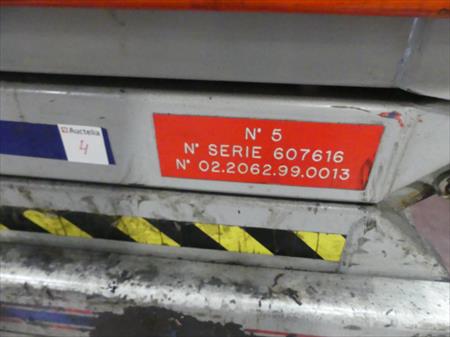 N° 5
N° SERIE 607616
N° 02.2062.99.0013
Auctelia
4